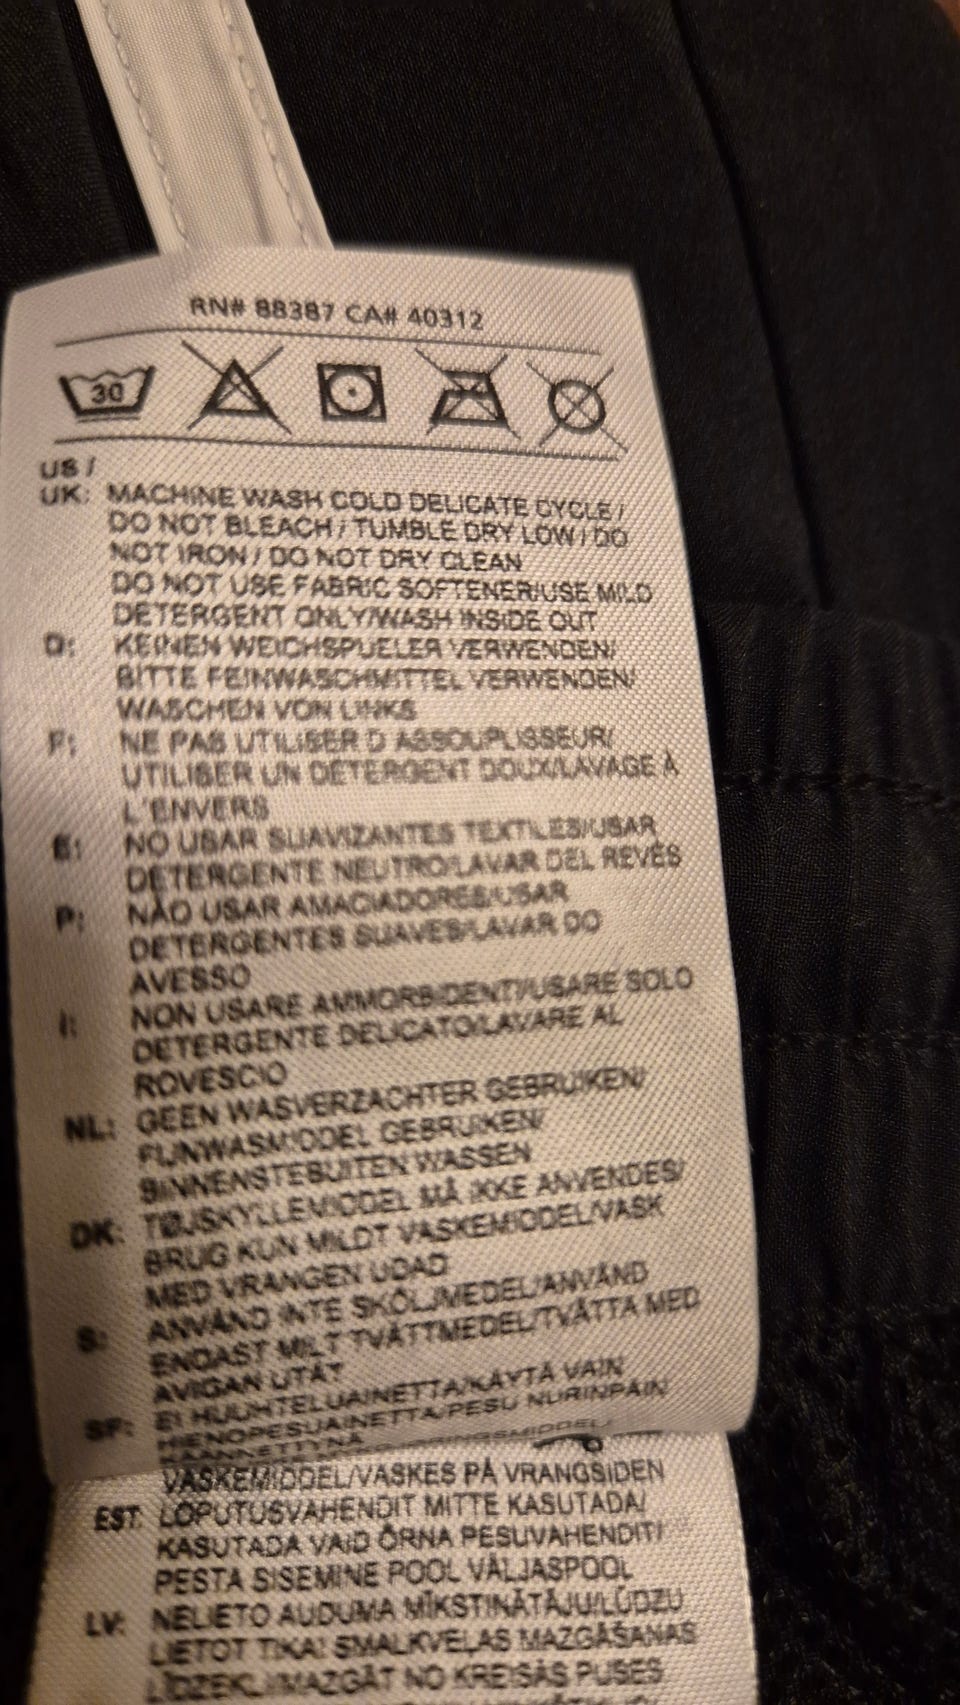 RN# 88387 CA# 40312
30
US /
UK: MACHINE WASH COLD DELICATE CYCLE /
DO NOT BLEACH / TUMBLE DRY LOW / DO
NOT IRON / DO NOT DRY CLEAN
DO NOT USE FABRIC SOFTENER/USE MILD
DETERGENT ONLY/WASH INSIDE OUT
D: KEINEN WEICHSPUELER VERWENDEN/
BITTE FEINWASCHMITTEL VERWENDEN/
WASCHEN VON LINKS
F: NE PAS UTILISER D ASSOUPLISSEUR/
UTILISER UN DÉTERGENT DOUX/LAVAGE À
L'ENVERS
E: NO USAR SUAVIZANTES TEXTILES/USAR
DETERGENTE NEUTRO/LAVAR DEL REVÉS
P: NÃO USAR AMACIADORES/USAR
DETERGENTES SUAVES/LAVAR DO
AVESSO
I: NON USARE AMMORBIDENTI/USARE SOLO
DETERGENTE DELICATO/LAVARE AL
ROVESCIO
NL: GEEN WASVERZACHTER GEBRUIKEN/
FIJNWASMIDDEL GEBRUIKEN/
BINNENSTEBUITEN WASSEN
DK: TØJSKYLLEMIDDEL MÅ IKKE ANVENDES/
BRUG KUN MILDT VASKEMIDDEL/VASK
MED VRANGEN UDAD
S: ANVÄND INTE SKÖLJMEDEL/ANVÄND
ENDAST MILT TVÄTTMEDEL/TVÄTTA MED
AVIGAN UTÅT
SF: EI HUUHTELUAINETTA/KÄYTÄ VAIN
HIENOPESUAINETTA/PESU NURINPÄIN
KÄÄNNETTYNÄ
VASKEMIDDEL/VASKES PÅ VRANGSIDEN
EST: LOPUTUSVAHENDIT MITTE KASUTADA/
KASUTADA VAID ÕRNA PESUVAHENDIT/
PESTA SISEMINE POOL VÄLJASPOOL
LV: NELIETO AUDUMA MĪKSTINĀTĀJU/LŪDZU
LIETOT TIKAI SMALKVEĻAS MAZGĀŠANAS
LĪDZEKLI/MAZGĀT NO KREISĀS PUSES